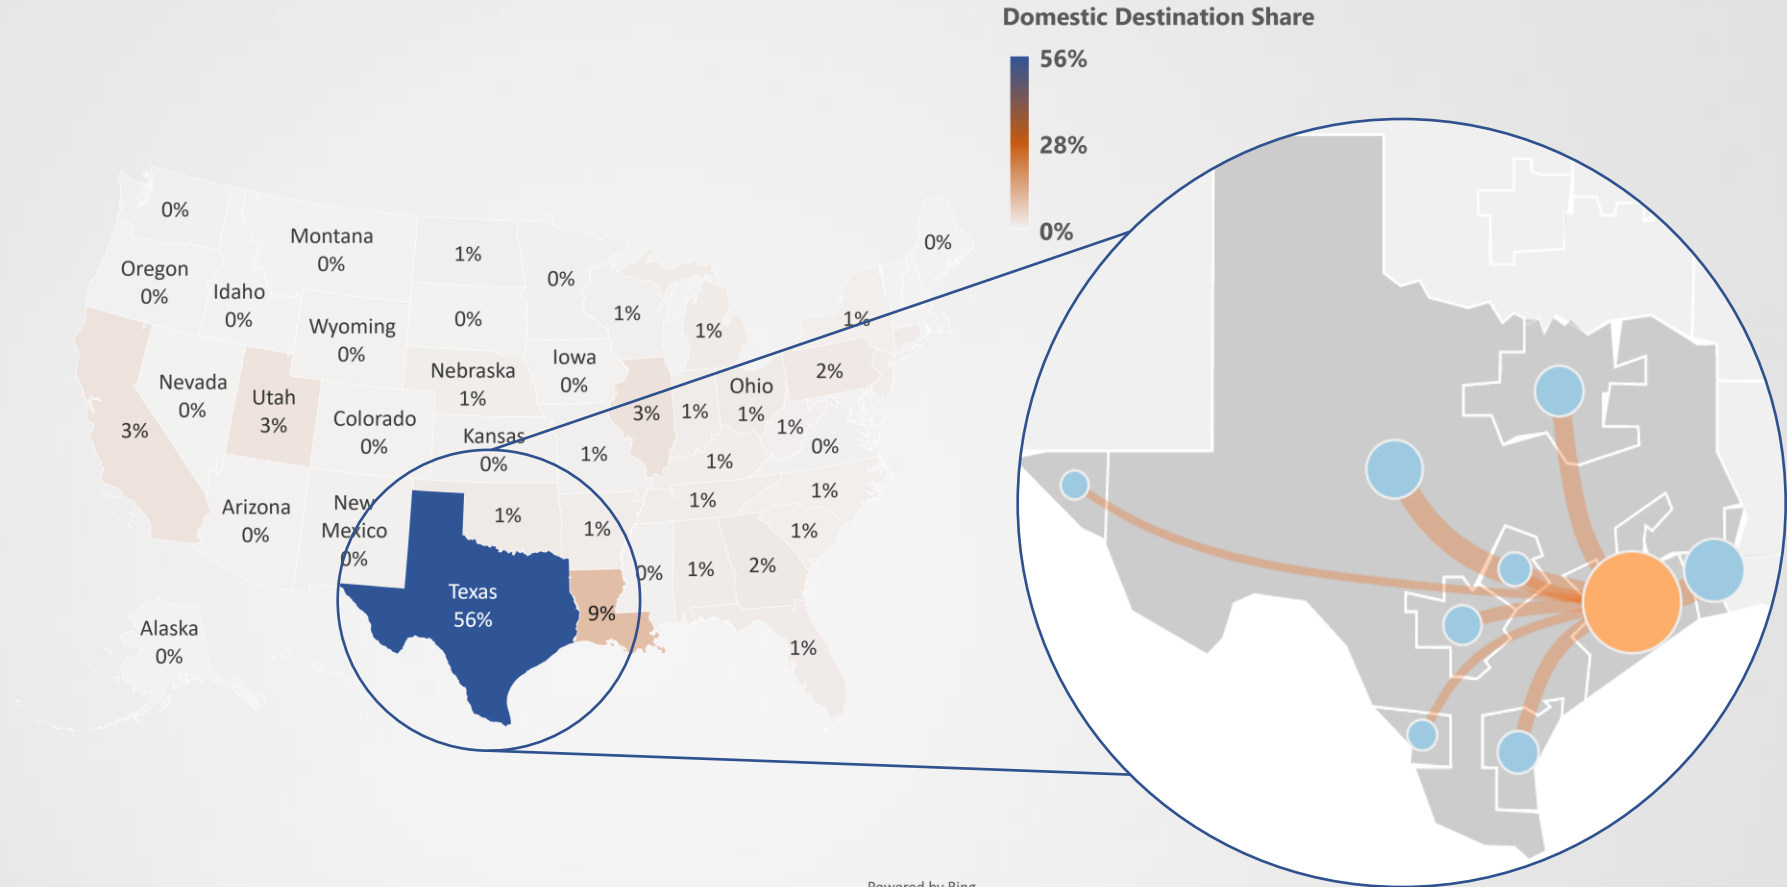 Domestic Destination Share
56%
28%
0%
0%
Montana
0%
1%
0%
0%
Oregon
0%
Idaho
0%
Wyoming
0%
0%
1%
1%
1%
Nevada
0%
Utah
3%
Colorado
0%
Nebraska
1%
Iowa
0%
3%
1%
Ohio
1%
2%
3%
Kansas
0%
1%
1%
1%
0%
Arizona
0%
New
Mexico
0%
1%
1%
1%
1%
1%
Texas
56%
9%
0%
1%
2%
1%
Alaska
0%
Powered by Bing